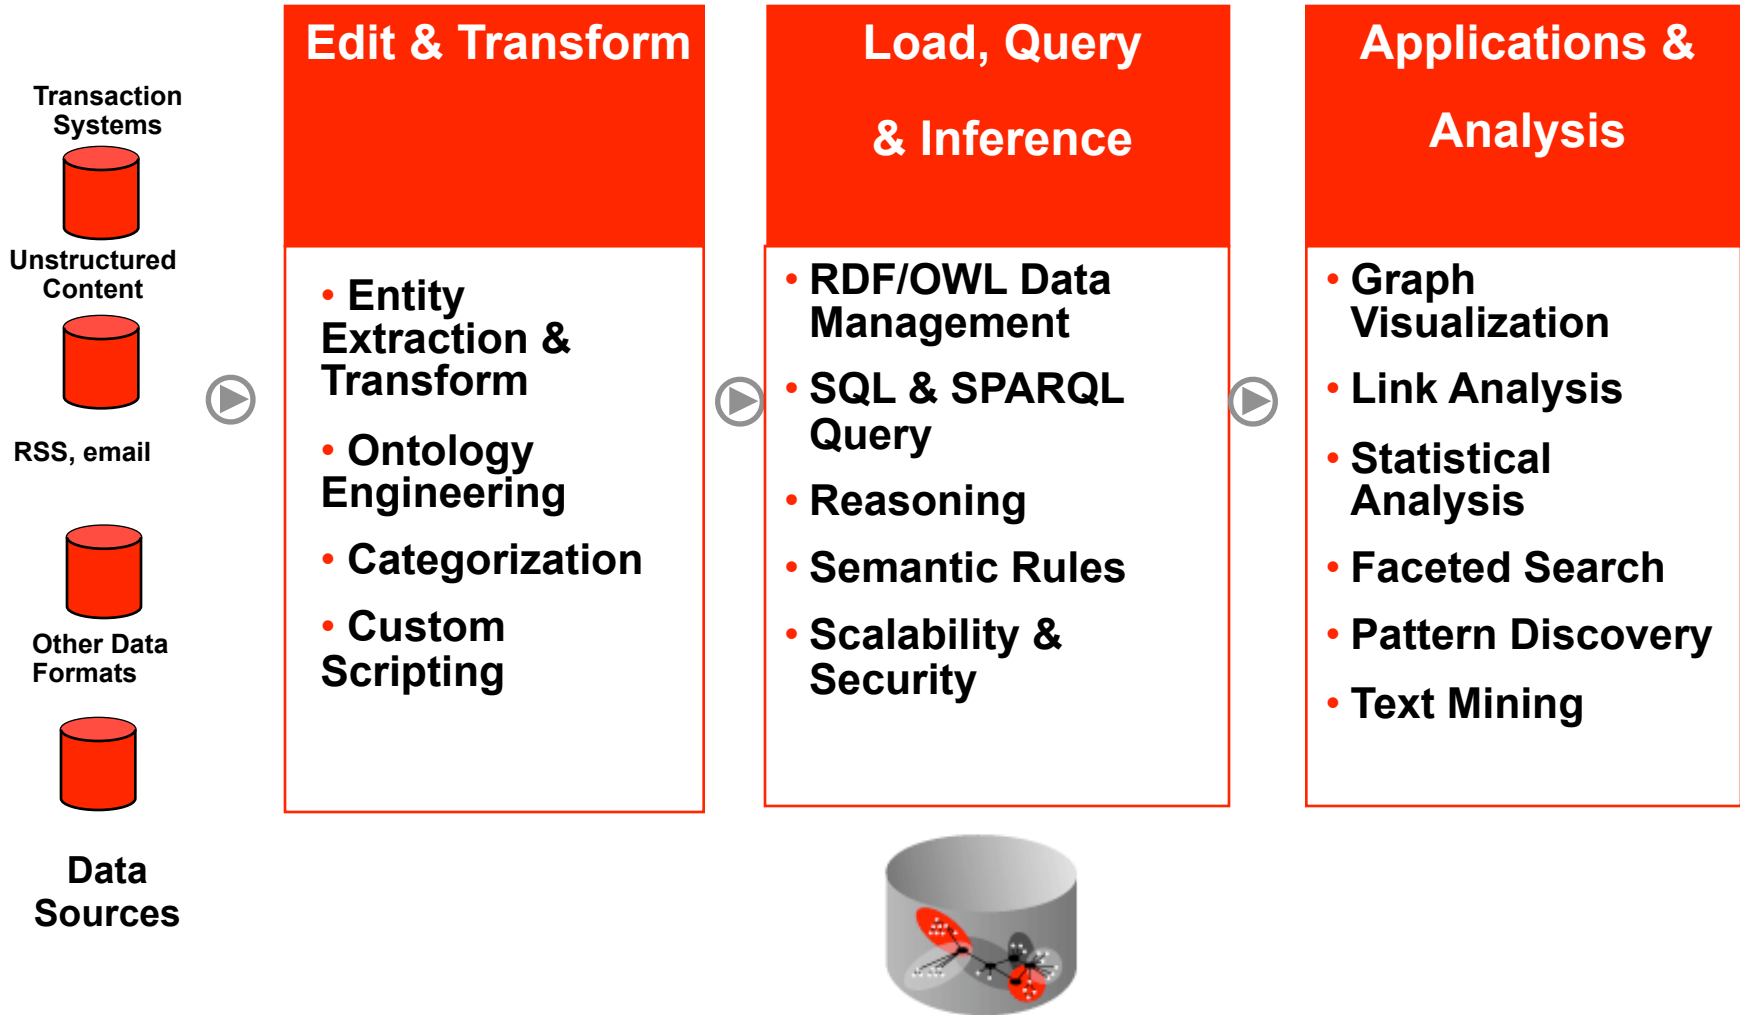 Transaction
Systems
Unstructured
Content
RSS, email
Other Data
Formats
Data
Sources
Edit & Transform
• Entity
Extraction &
Transform
• Ontology
Engineering
• Categorization
• Custom
Scripting
Load, Query
& Inference
• RDF/OWL Data
Management
• SQL & SPARQL
Query
• Reasoning
• Semantic Rules
• Scalability &
Security
Applications &
Analysis
• Graph
Visualization
• Link Analysis
• Statistical
Analysis
• Faceted Search
• Pattern Discovery
• Text Mining